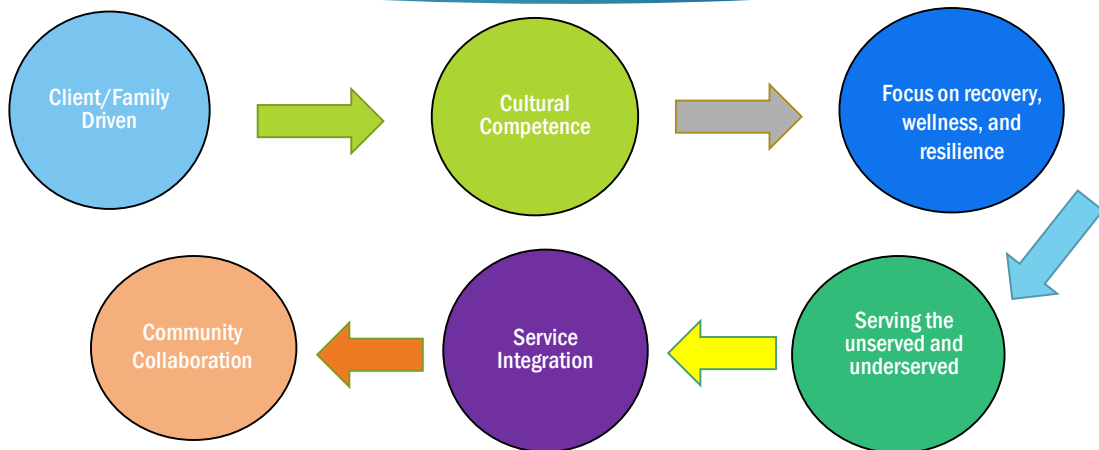 Client/Family
Driven
Cultural
Competence
Focus on recovery,
wellness, and
resilience
Serving the
unserved and
underserved
Service
Integration
Community
Collaboration